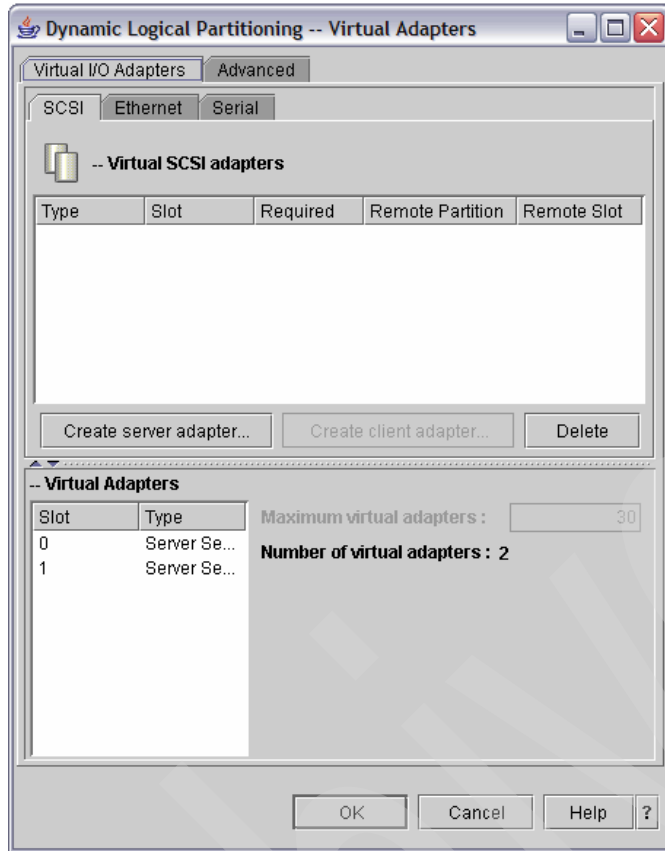 Dynamic Logical Partitioning -- Virtual Adapters
Virtual I/O Adapters Advanced
SCSI Ethernet Serial
-- Virtual SCSI adapters
Type Slot Required Remote Partition Remote Slot
Create server adapter... Create client adapter... Delete
-- Virtual Adapters
Slot Type Maximum virtual adapters : 30
0 Server Se...
Number of virtual adapters : 2
1 Server Se...
OK Cancel Help ?